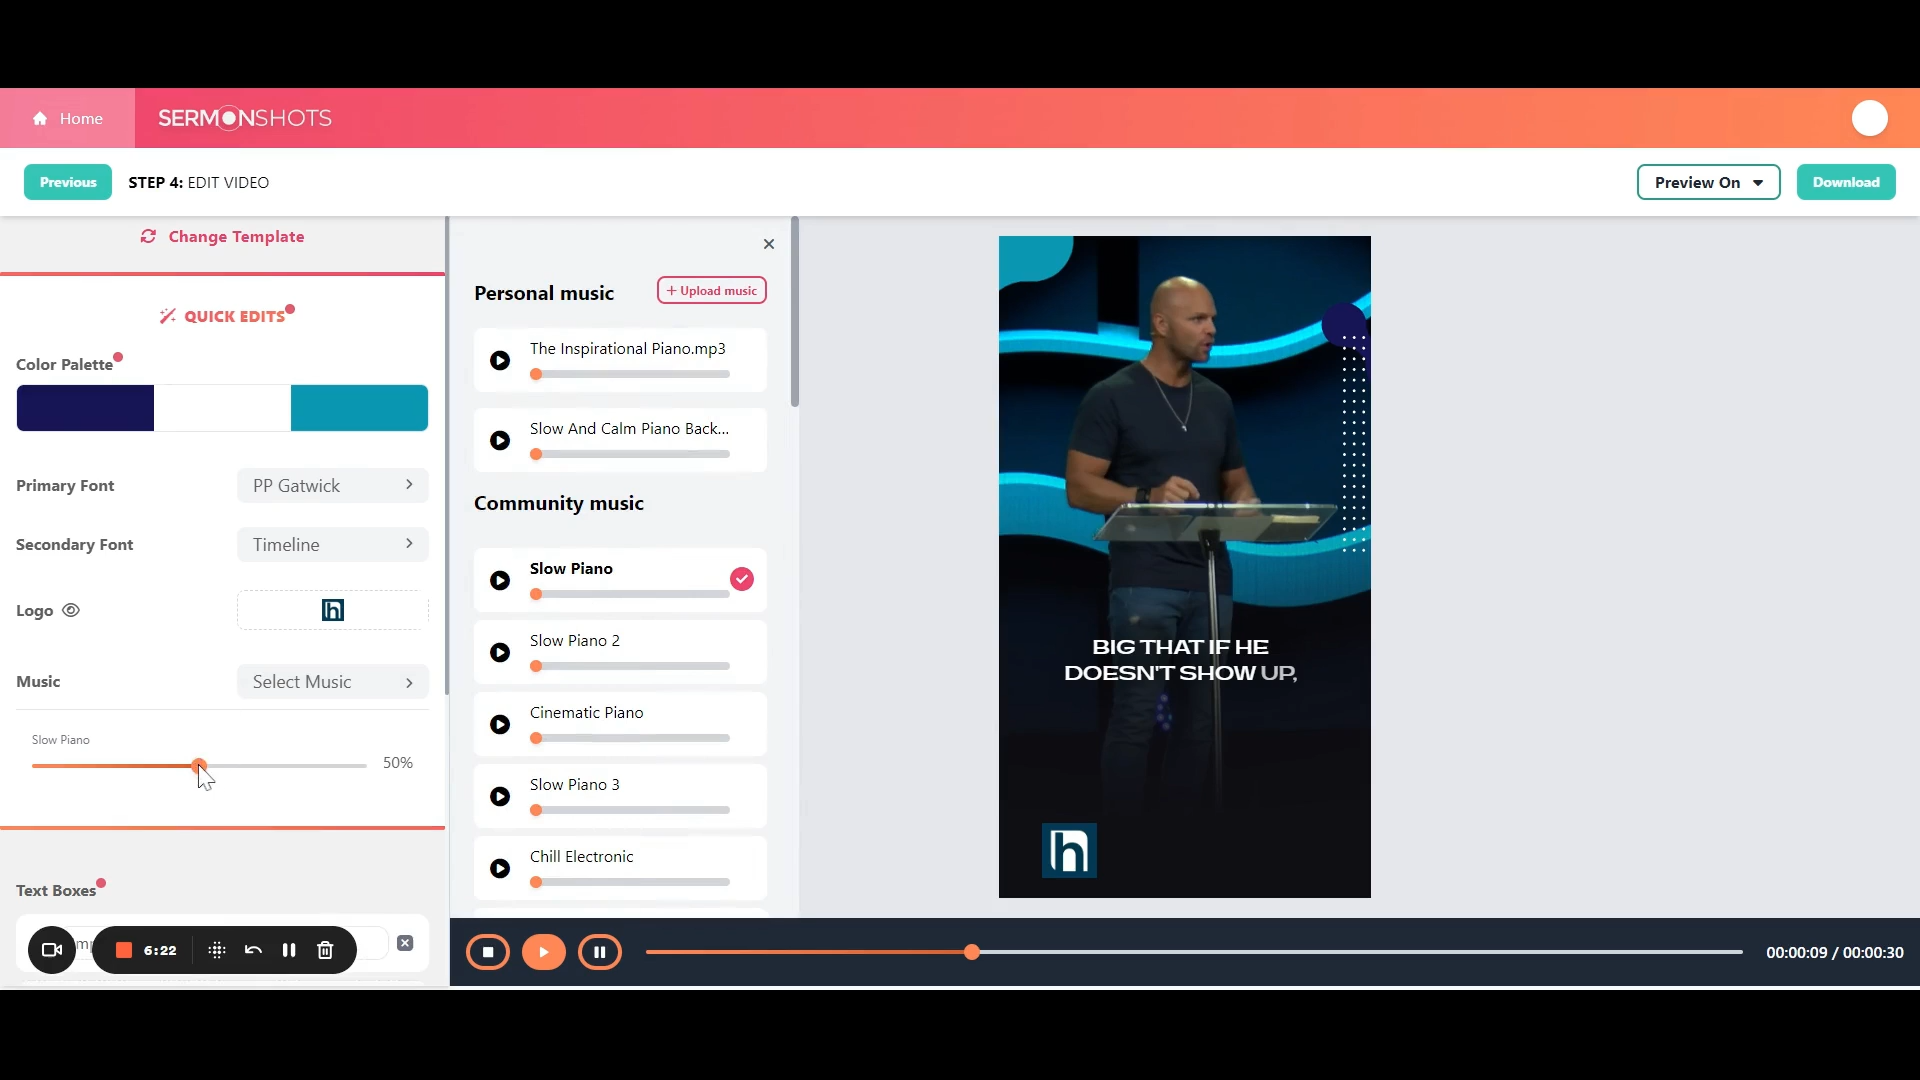 Home
SERMONSHOTS
Previous
STEP 4: EDIT VIDEO
Preview On
Download
Change Template
QUICK EDITS
Color Palette
Primary Font
PP Gatwick
Secondary Font
Timeline
Logo
h
Music
Select Music
Slow Piano
50%
Text Boxes
6:22
Personal music
+ Upload music
The Inspirational Piano.mp3
Slow And Calm Piano Back...
Community music
Slow Piano
Slow Piano 2
Cinematic Piano
Slow Piano 3
Chill Electronic
BIG THAT IF HE
DOESN'T SHOW UP,
h
00:00:09 / 00:00:30